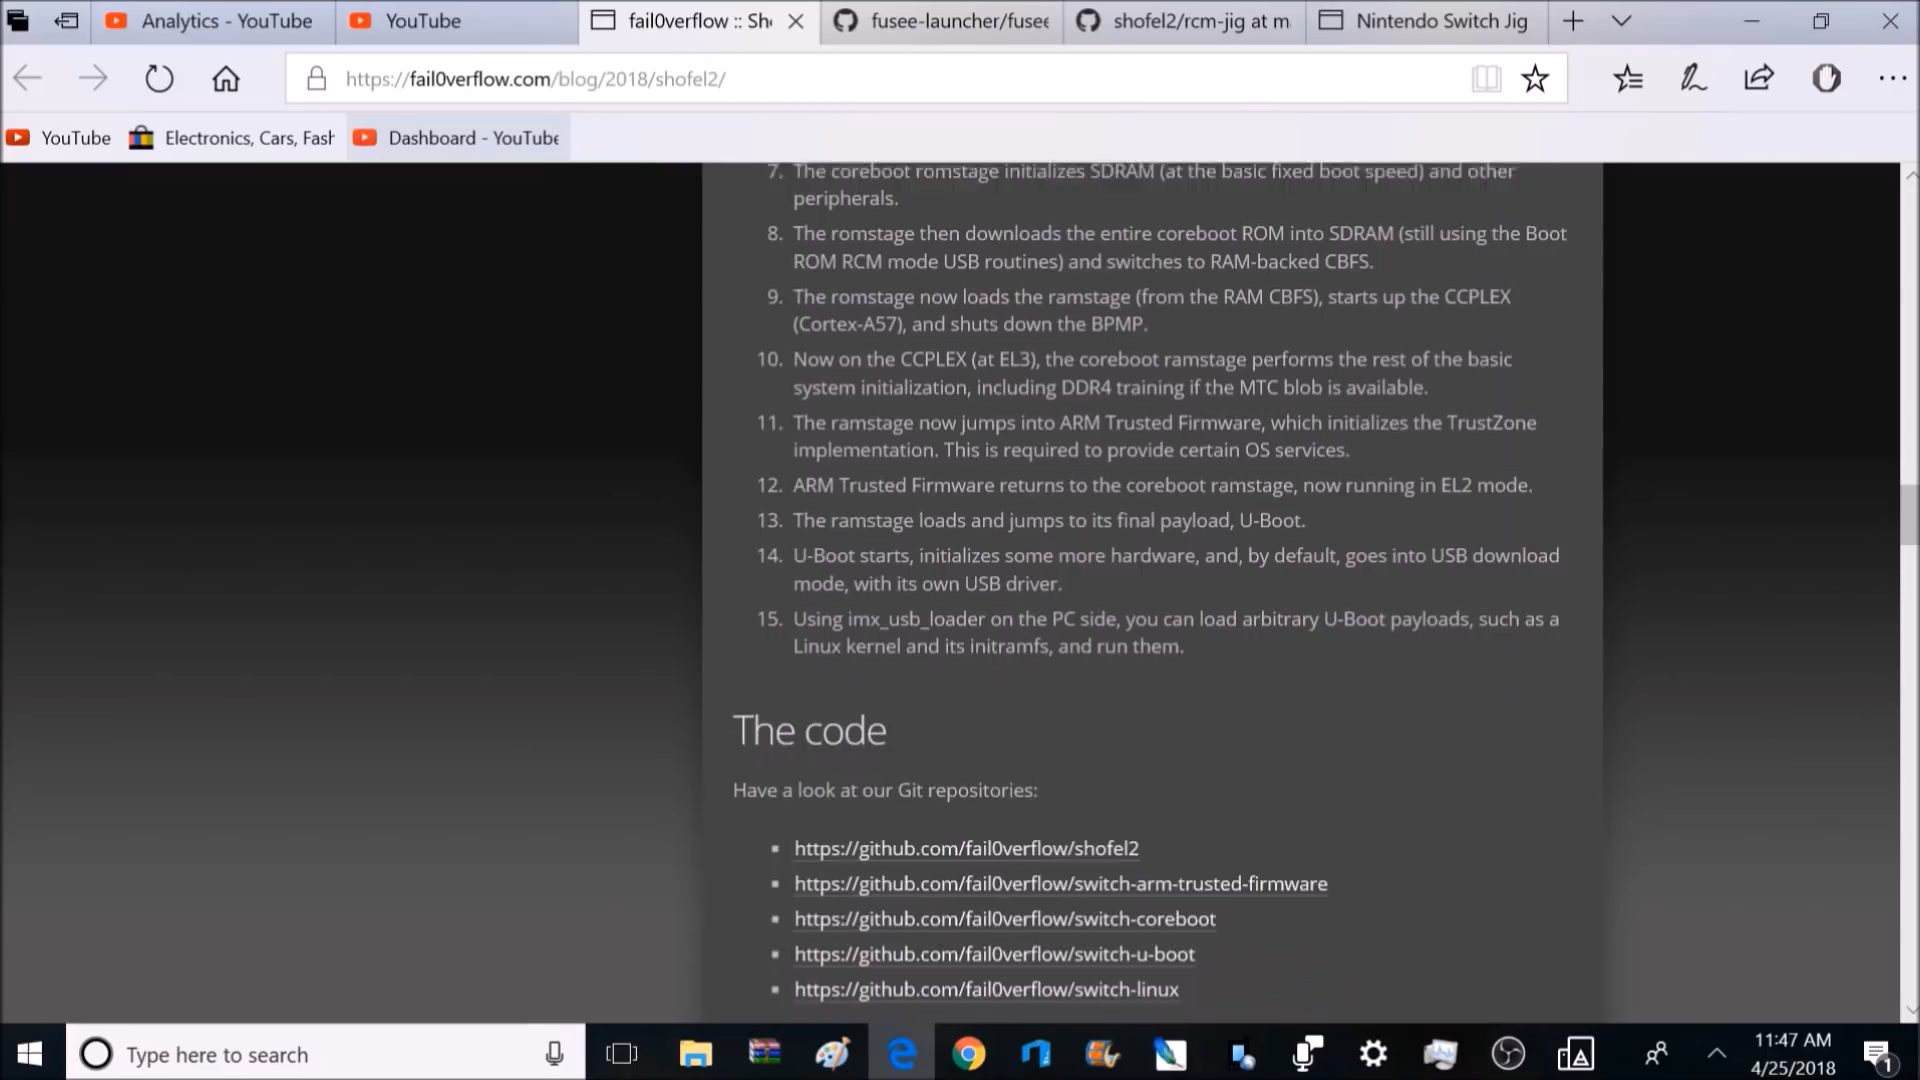 Analytics - YouTube
YouTube
fail0verflow :: Sh
fusee-launcher/fusee
shofel2/rcm-jig at m
Nintendo Switch Jig
https://fail0verflow.com/blog/2018/shofel2/
YouTube
Electronics, Cars, Fash
Dashboard - YouTube
7. The coreboot romstage initializes SDRAM (at the basic fixed boot speed) and other
peripherals.
8. The romstage then downloads the entire coreboot ROM into SDRAM (still using the Boot
ROM RCM mode USB routines) and switches to RAM-backed CBFS.
9. The romstage now loads the ramstage (from the RAM CBFS), starts up the CCPLEX
(Cortex-A57), and shuts down the BPMP.
10. Now on the CCPLEX (at EL3), the coreboot ramstage performs the rest of the basic
system initialization, including DDR4 training if the MTC blob is available.
11. The ramstage now jumps into ARM Trusted Firmware, which initializes the TrustZone
implementation. This is required to provide certain OS services.
12. ARM Trusted Firmware returns to the coreboot ramstage, now running in EL2 mode.
13. The ramstage loads and jumps to its final payload, U-Boot.
14. U-Boot starts, initializes some more hardware, and, by default, goes into USB download
mode, with its own USB driver.
15. Using imx_usb_loader on the PC side, you can load arbitrary U-Boot payloads, such as a
Linux kernel and its initramfs, and run them.
The code
Have a look at our Git repositories:
https://github.com/fail0verflow/shofel2
https://github.com/fail0verflow/switch-arm-trusted-firmware
https://github.com/fail0verflow/switch-coreboot
https://github.com/fail0verflow/switch-u-boot
https://github.com/fail0verflow/switch-linux
Type here to search
11:47 AM
4/25/2018
1